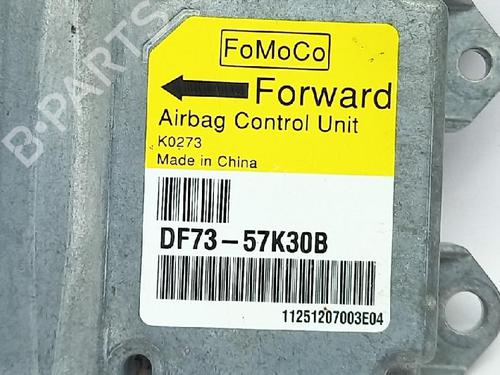 B-PARTS
FoMoCo
Forward
Airbag Control Unit
K0273
Made in China
DF73-57K30B
11251207003E04